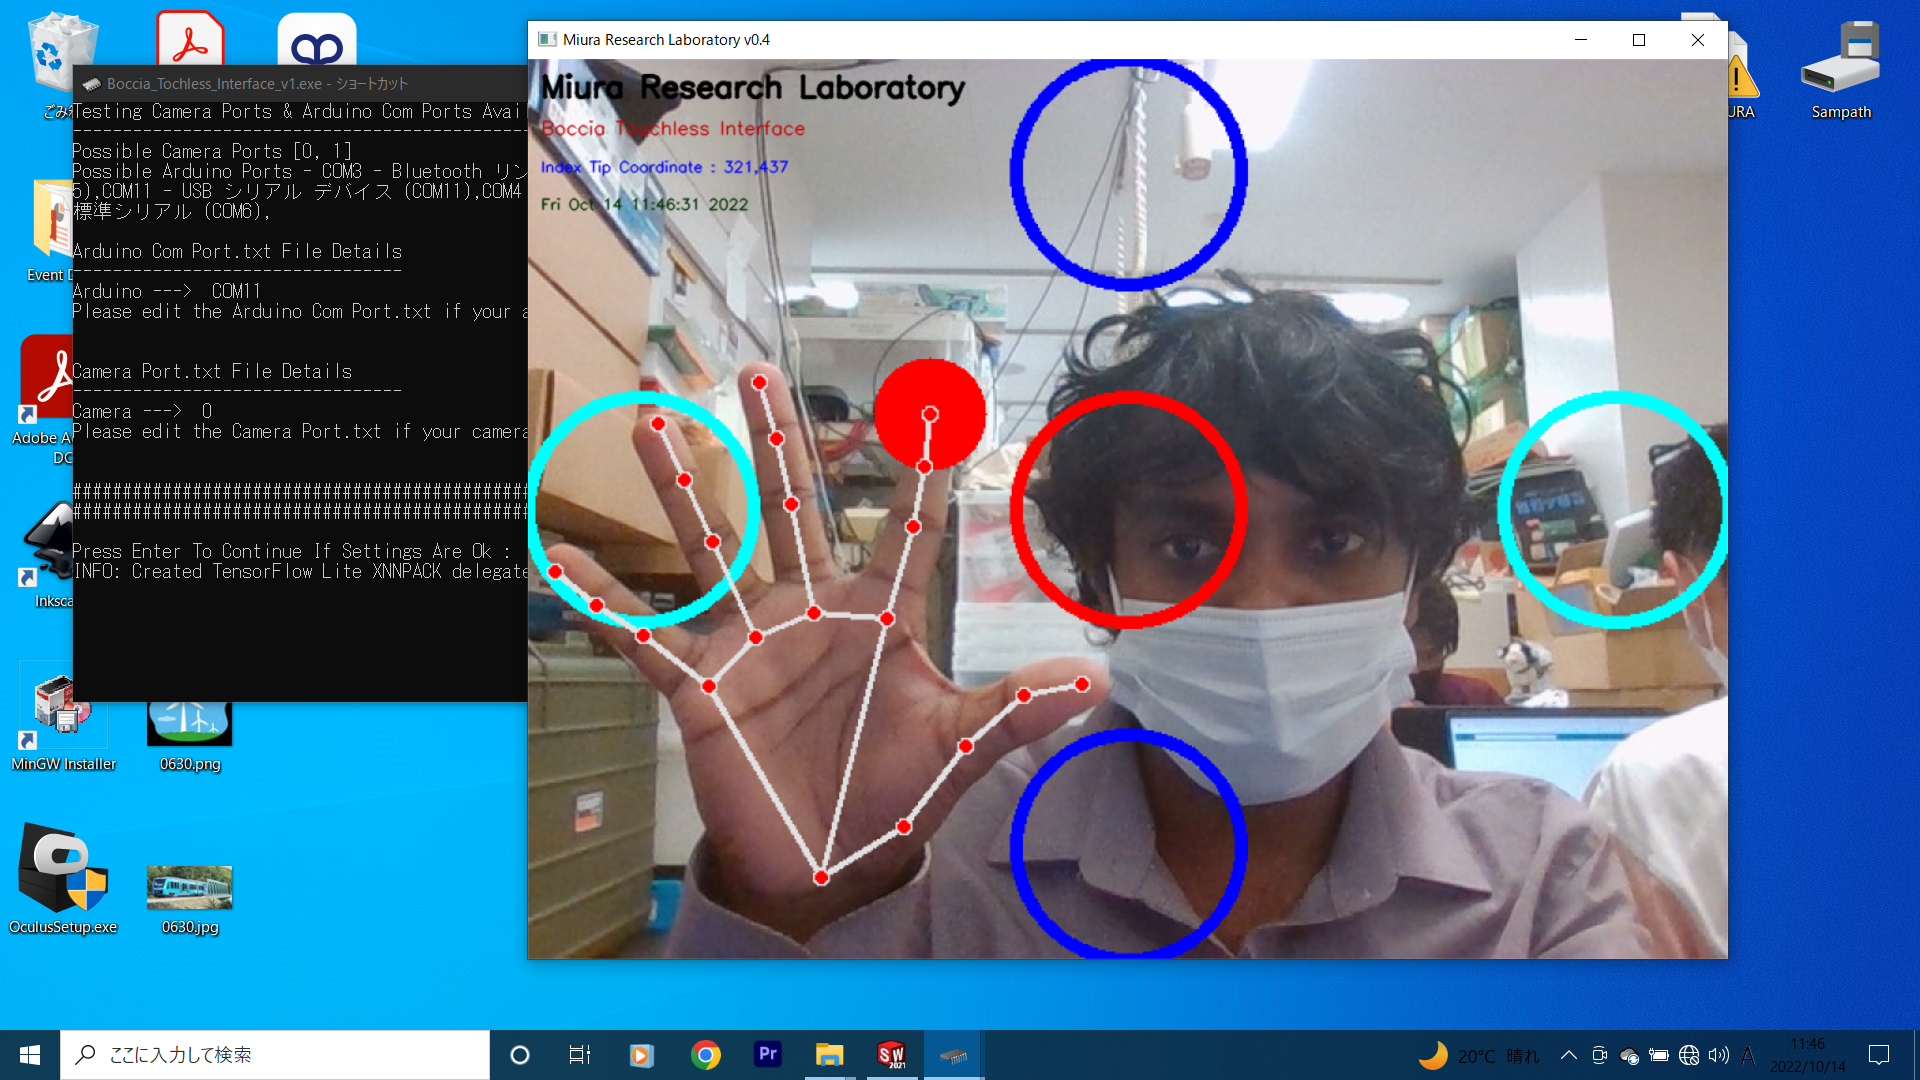 ごみ
Adobe A
DC
Event D
Inksca
MinGW Installer
0630.png
OculusSetup.exe
0630.jpg
URA
Sampath
Boccia_Tochless_Interface_v1.exe - ショートカット
Testing Camera Ports & Arduino Com Ports Avai
---------------------------------------------
Possible Camera Ports [0, 1]
Possible Arduino Ports - COM3 - Bluetooth リン
5),COM11 - USB シリアル デバイス (COM11),COM4
標準シリアル (COM6),
Arduino Com Port.txt File Details
---------------------------------
Arduino --->  COM11
Please edit the Arduino Com Port.txt if your a
Camera Port.txt File Details
---------------------------------
Camera --->  0
Please edit the Camera Port.txt if your camera
##############################################
##############################################
Press Enter To Continue If Settings Are Ok :
INFO: Created TensorFlow Lite XNNPACK delegate
Miura Research Laboratory v0.4
Miura Research Laboratory
Boccia Touchless Interface
Index Tip Coordinate : 321,437
Fri Oct 14 11:46:31 2022
ここに入力して検索
Pr
SW
2021
20°C 晴れ
A
11:46
2022/10/14